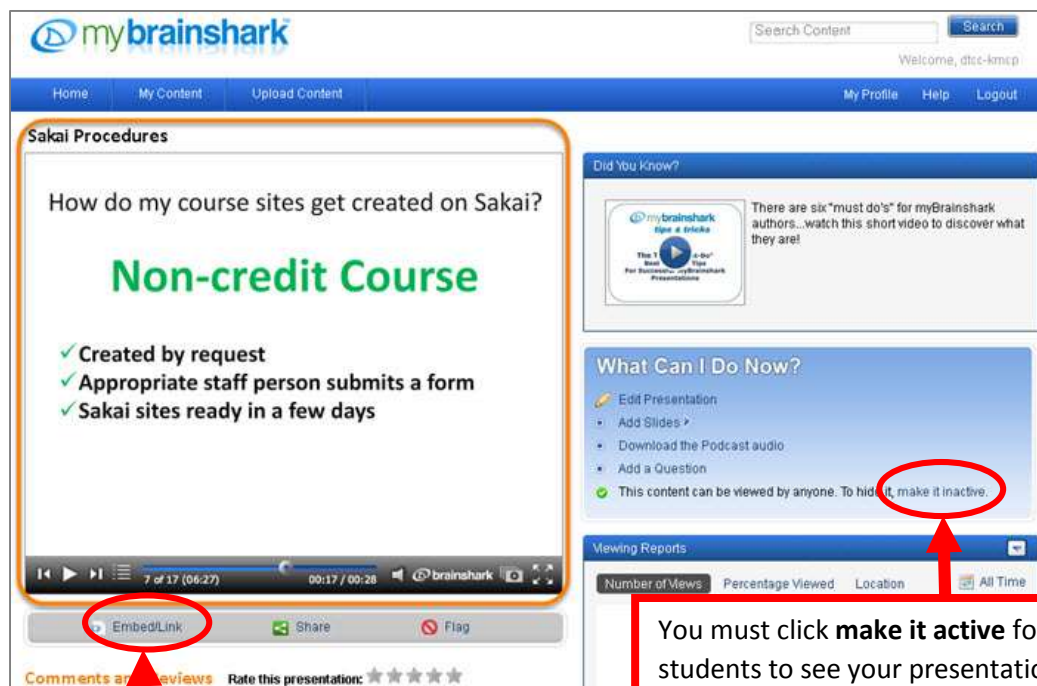 mybrainshark
Search Content
Search
Welcome, dtcc-kmcp
Home My Content Upload Content
My Profile Help Logout
Sakai Procedures
How do my course sites get created on Sakai?
Non-credit Course
Created by request
Appropriate staff person submits a form
Sakai sites ready in a few days
7 of 17 (06:27)
00:17 / 00:28
brainshark
Embed/Link
Share
Flag
Comments and Reviews
Rate this presentation:
Did You Know?
mybrainshark
tips & tricks
For Successful myBrainshark
Presentations
There are six "must do's" for myBrainshark
authors...watch this short video to discover what
they are!
What Can I Do Now?
Edit Presentation
Add Slides
Download the Podcast audio
Add a Question
This content can be viewed by anyone. To hide it, make it inactive.
Viewing Reports
Number of Views Percentage Viewed Location
All Time
You must click make it active fo
students to see your presentatio